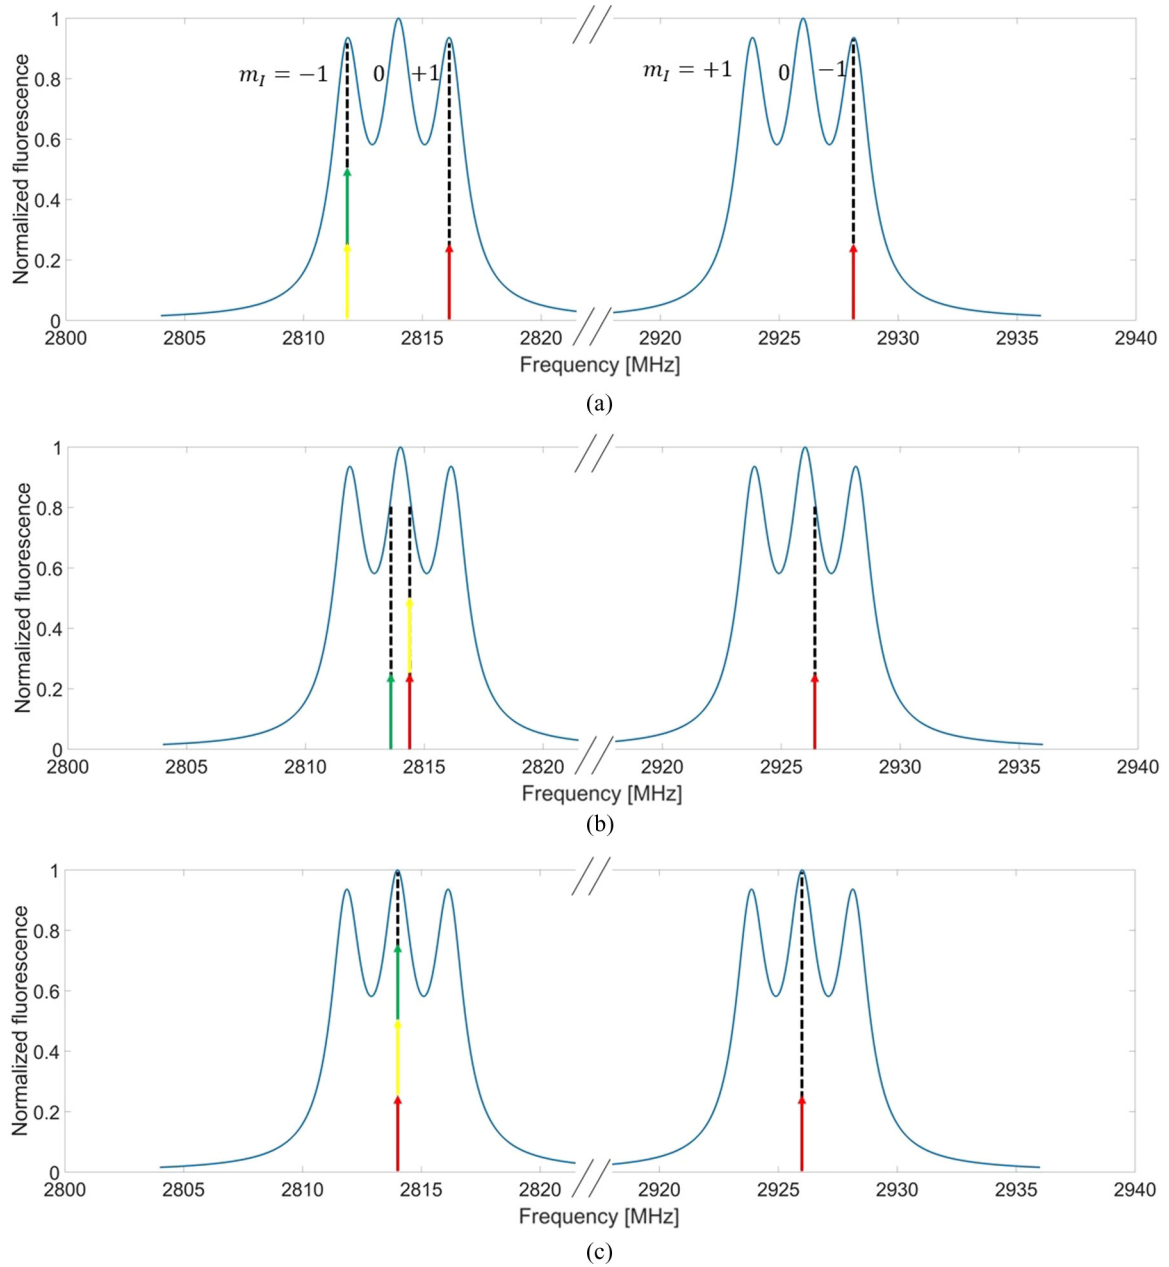 1
0.8
0.6
0.4
0.2
0
Normalized fluorescence
m_I = −1 0 +1
m_I = +1 0 −1
2800 2805 2810 2815 2820 2920 2925 2930 2935 2940
Frequency [MHz]
(a)
1
0.8
0.6
0.4
0.2
0
Normalized fluorescence
2800 2805 2810 2815 2820 2920 2925 2930 2935 2940
Frequency [MHz]
(b)
1
0.8
0.6
0.4
0.2
0
Normalized fluorescence
2800 2805 2810 2815 2820 2920 2925 2930 2935 2940
Frequency [MHz]
(c)